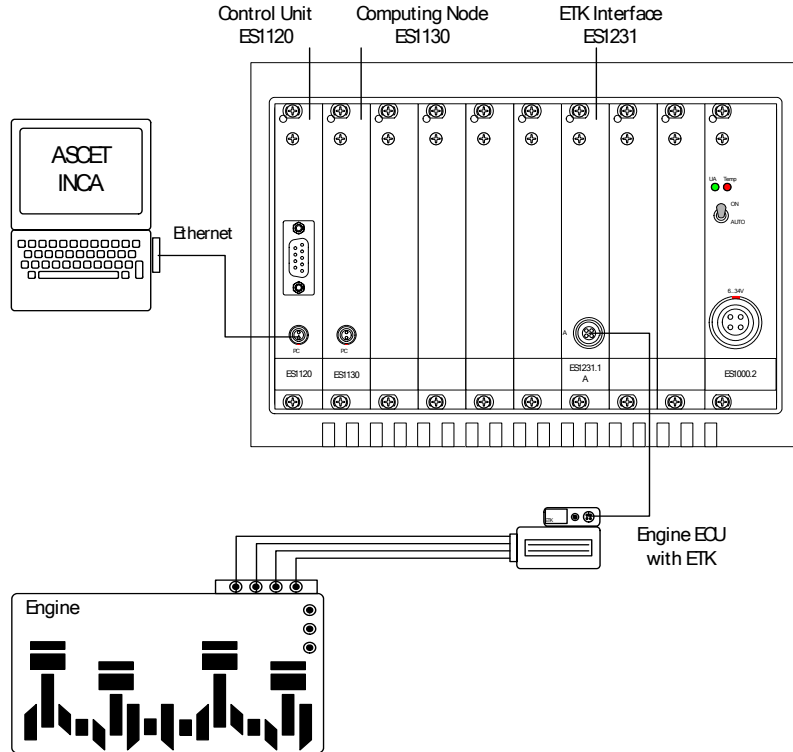 Control Unit
ES1120
Computing Node
ES1130
ETK Interface
ES1231
ASCET
INCA
Ethernet
UA Temp
ON
AUTO
6...34V
A
PC
PC
ES1120
ES1130
ES1231.1
A
ES1000.2
ETK
Engine ECU
with ETK
Engine